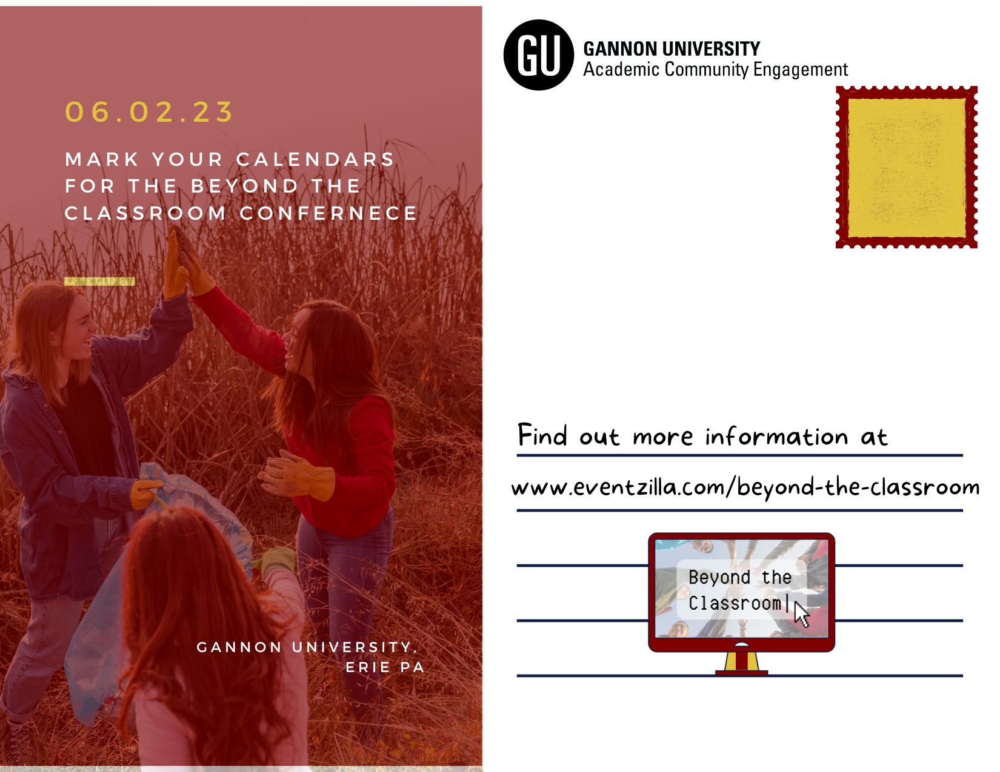 06.02.23
MARK YOUR CALENDARS
FOR THE BEYOND THE
CLASSROOM CONFERNECE
GANNON UNIVERSITY,
ERIE PA
GU
GANNON UNIVERSITY
Academic Community Engagement
Find out more information at
www.eventzilla.com/beyond-the-classroom
Beyond the
Classroom|